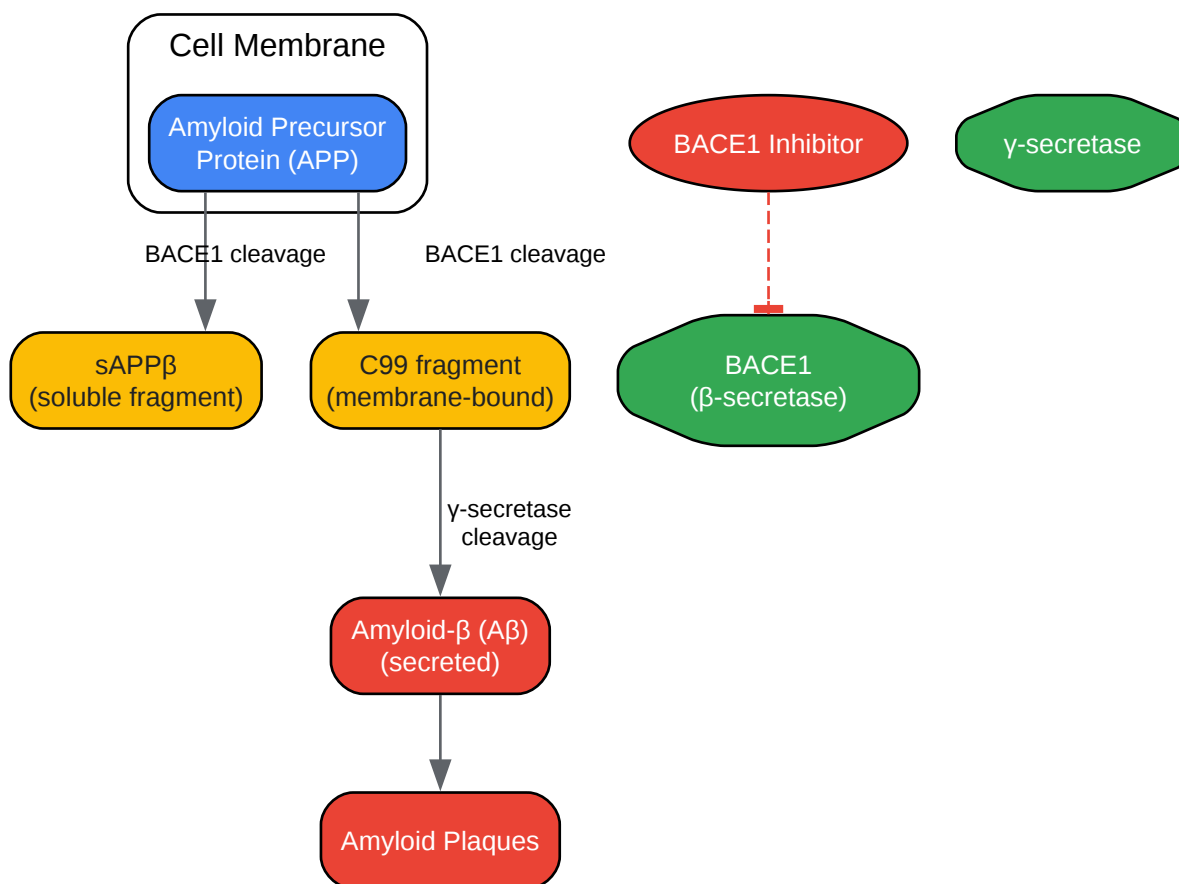 Cell Membrane
Amyloid Precursor
Protein (APP)
BACE1 Inhibitor
γ-secretase
BACE1 cleavage
BACE1 cleavage
sAPPβ
(soluble fragment)
C99 fragment
(membrane-bound)
BACE1
(β-secretase)
γ-secretase
cleavage
Amyloid-β (Aβ)
(secreted)
Amyloid Plaques